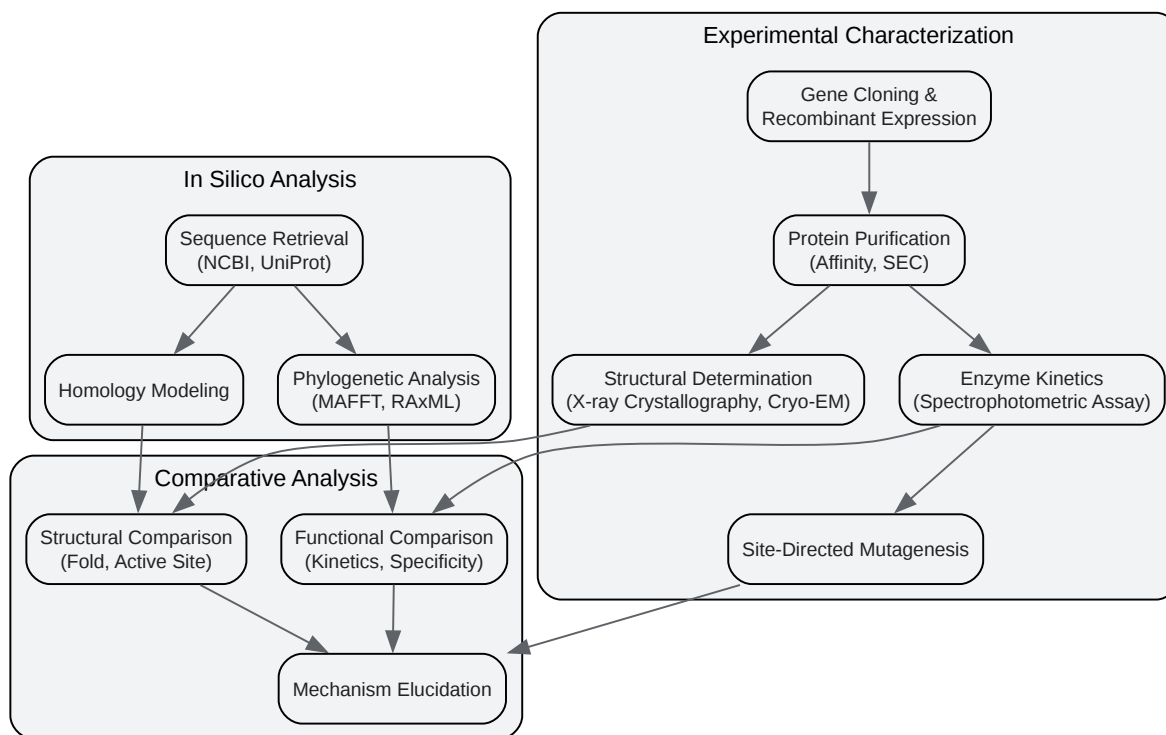 Experimental Characterization
Gene Cloning &
Recombinant Expression
In Silico Analysis
Sequence Retrieval
(NCBI, UniProt)
Protein Purification
(Affinity, SEC)
Homology Modeling
Phylogenetic Analysis
(MAFFT, RAxML)
Structural Determination
(X-ray Crystallography, Cryo-EM)
Enzyme Kinetics
(Spectrophotometric Assay)
Comparative Analysis
Structural Comparison
(Fold, Active Site)
Functional Comparison
(Kinetics, Specificity)
Site-Directed Mutagenesis
Mechanism Elucidation